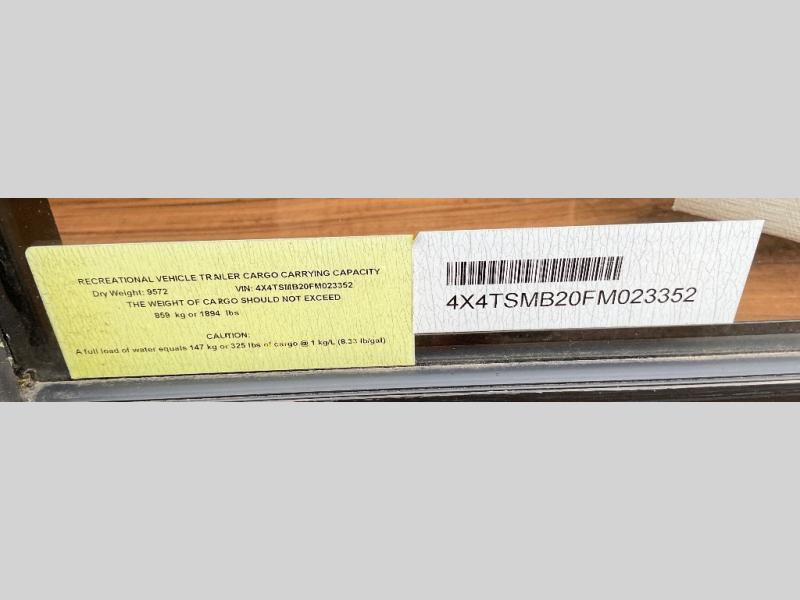 RECREATIONAL VEHICLE TRAILER CARGO CARRYING CAPACITY
Dry Weight: 9572 VIN: 4X4TSMB20FM023352
THE WEIGHT OF CARGO SHOULD NOT EXCEED
859 kg or 1894 lbs
CAUTION:
A full load of water equals 147 kg or 325 lbs of cargo @ 1 kg/L (8.33 lb/gal)
4X4TSMB20FM023352